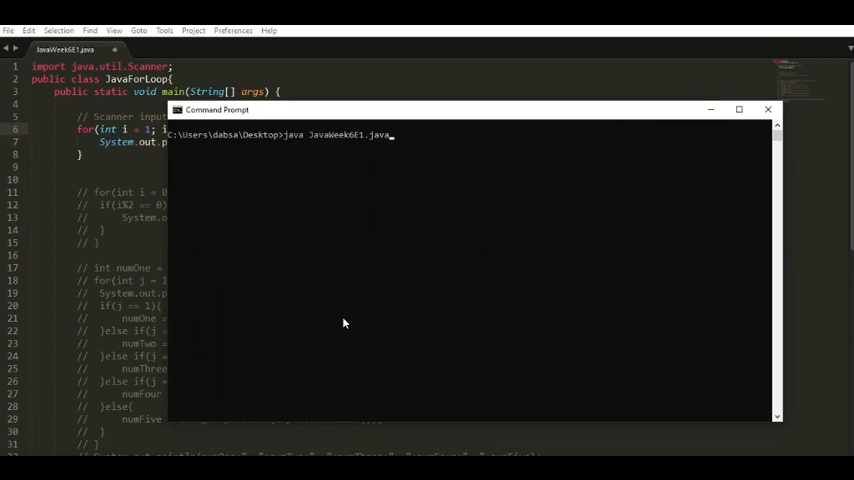 File Edit Selection Find View Goto Tools Project Preferences Help
JavaWeek6E1.java
1 import java.util.Scanner;
2 public class JavaForLoop{
3 public static void main(String[] args) {
4
5 // Scanner input
6 for(int i = 1; i
7 System.out.p
8 }
9
10
11 // for(int i = 0
12 // if(i%2 == 0)
13 // System.o
14 // }
15 // }
16
17 // int numOne =
18 // for(int j = 1
19 // System.out.p
20 // if(j == 1){
21 // numOne =
22 // }else if(j =
23 // numTwo =
24 // }else if(j =
25 // numThree
26 // }else if(j =
27 // numFour
28 // }else{
29 // numFive
30 // }
31 // }
Command Prompt
C:\Users\dabsa\Desktop>java JavaWeek6E1.java